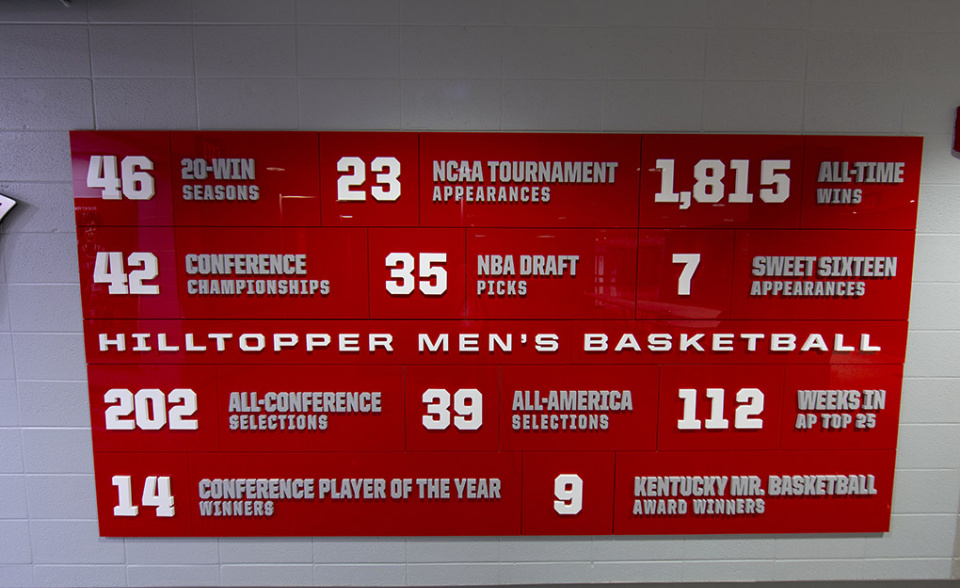 46 20-WIN SEASONS
23 NCAA TOURNAMENT APPEARANCES
1,815 ALL-TIME WINS
42 CONFERENCE CHAMPIONSHIPS
35 NBA DRAFT PICKS
7 SWEET SIXTEEN APPEARANCES
HILLTOPPER MEN'S BASKETBALL
202 ALL-CONFERENCE SELECTIONS
39 ALL-AMERICA SELECTIONS
112 WEEKS IN AP TOP 25
14 CONFERENCE PLAYER OF THE YEAR WINNERS
9 KENTUCKY MR. BASKETBALL AWARD WINNERS